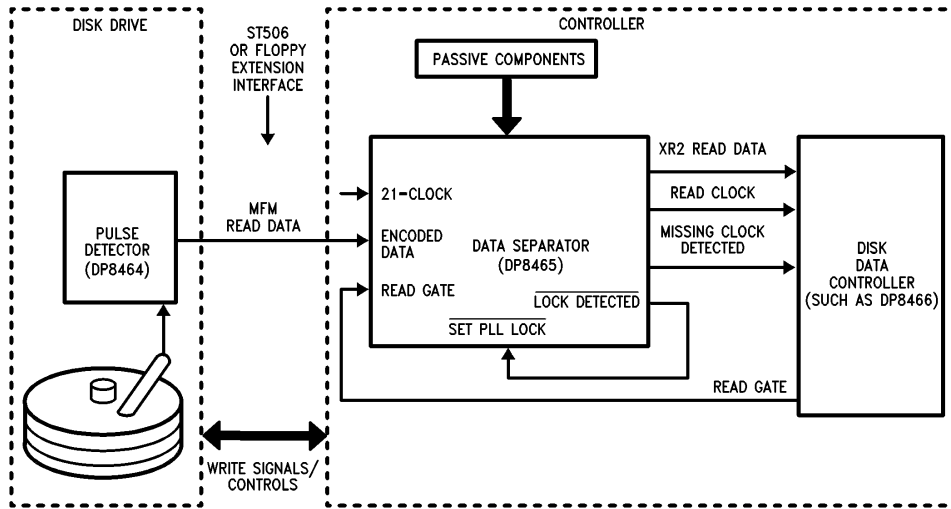 DISK DRIVE
ST506
OR FLOPPY
EXTENSION
INTERFACE
CONTROLLER
PASSIVE COMPONENTS
PULSE
DETECTOR
(DP8464)
MFM
READ DATA
21-CLOCK
ENCODED
DATA
READ GATE
DATA SEPARATOR
(DP8465)
LOCK DETECTED
SET PLL LOCK
XR2 READ DATA
READ CLOCK
MISSING CLOCK
DETECTED
DISK
DATA
CONTROLLER
(SUCH AS DP8466)
READ GATE
WRITE SIGNALS/
CONTROLS